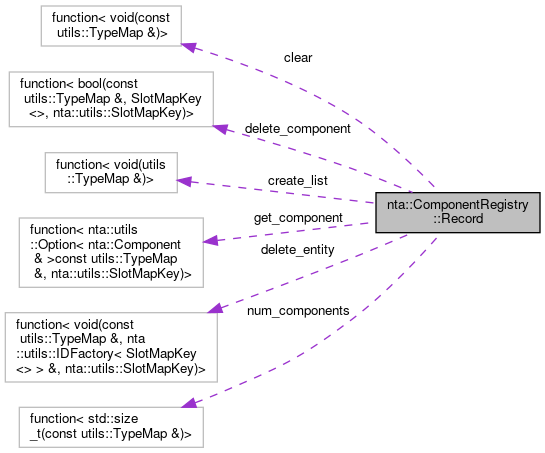 function< void(const
utils::TypeMap &)>
clear
function< bool(const
utils::TypeMap &, SlotMapKey
<>, nta::utils::SlotMapKey)>
delete_component
function< void(utils
::TypeMap &)>
create_list
nta::ComponentRegistry
::Record
function< nta::utils
::Option< nta::Component
& >const utils::TypeMap
&, nta::utils::SlotMapKey)>
get_component
delete_entity
function< void(const
utils::TypeMap &, nta
::utils::IDFactory< SlotMapKey
<> > &, nta::utils::SlotMapKey)>
num_components
function< std::size
_t(const utils::TypeMap &)>